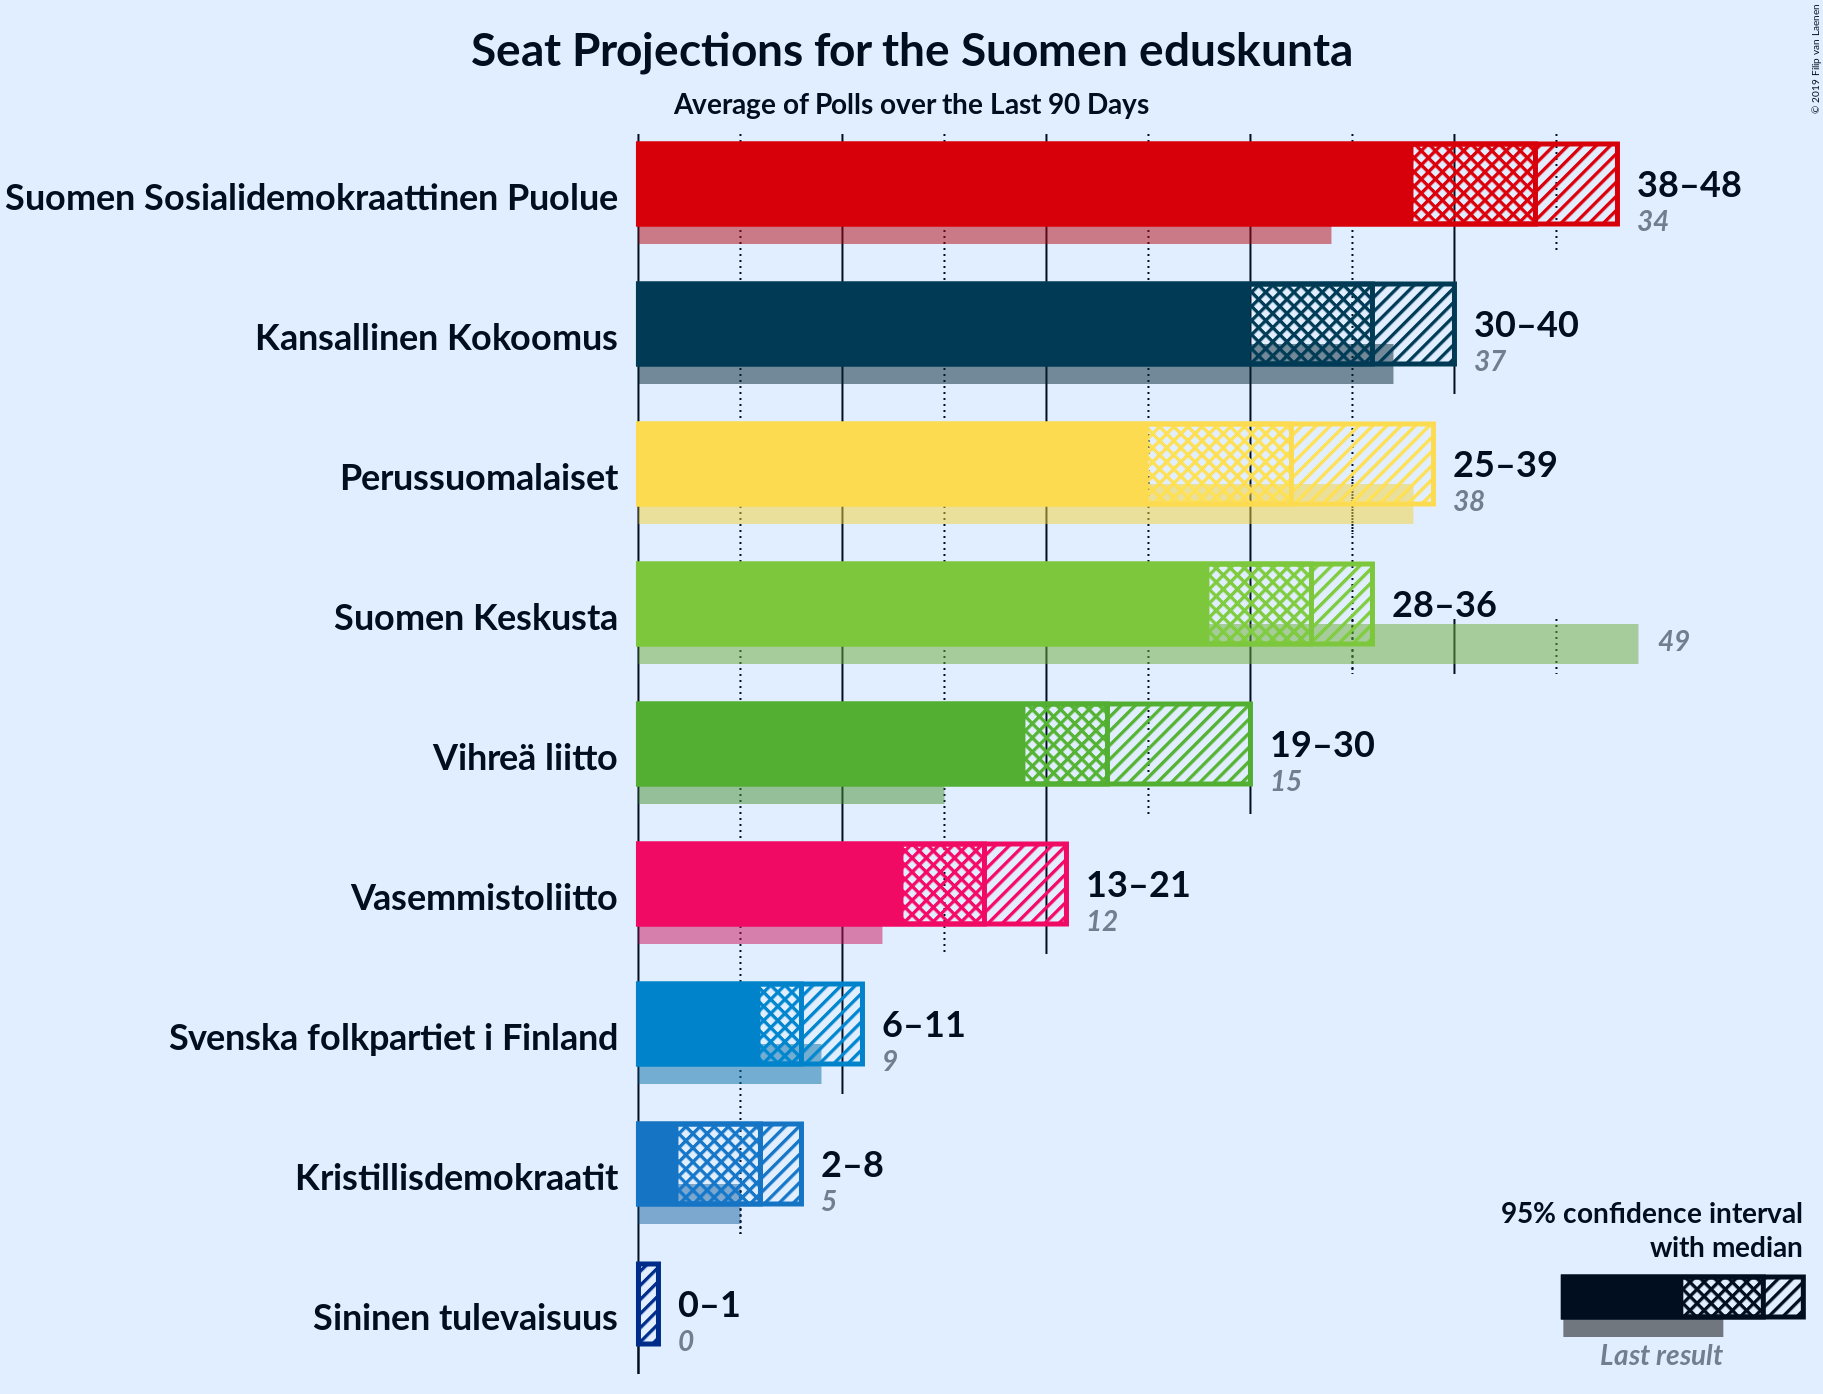 Seat Projections for the Suomen eduskunta
Average of Polls over the Last 90 Days
© 2019 Filip van Laenen
Suomen Sosialidemokraattinen Puolue
38–48
34
Kansallinen Kokoomus
30–40
37
Perussuomalaiset
25–39
38
Suomen Keskusta
28–36
49
Vihreä liitto
19–30
15
Vasemmistoliitto
13–21
12
Svenska folkpartiet i Finland
6–11
9
Kristillisdemokraatit
2–8
5
Sininen tulevaisuus
0–1
0
95% confidence interval
with median
Last result